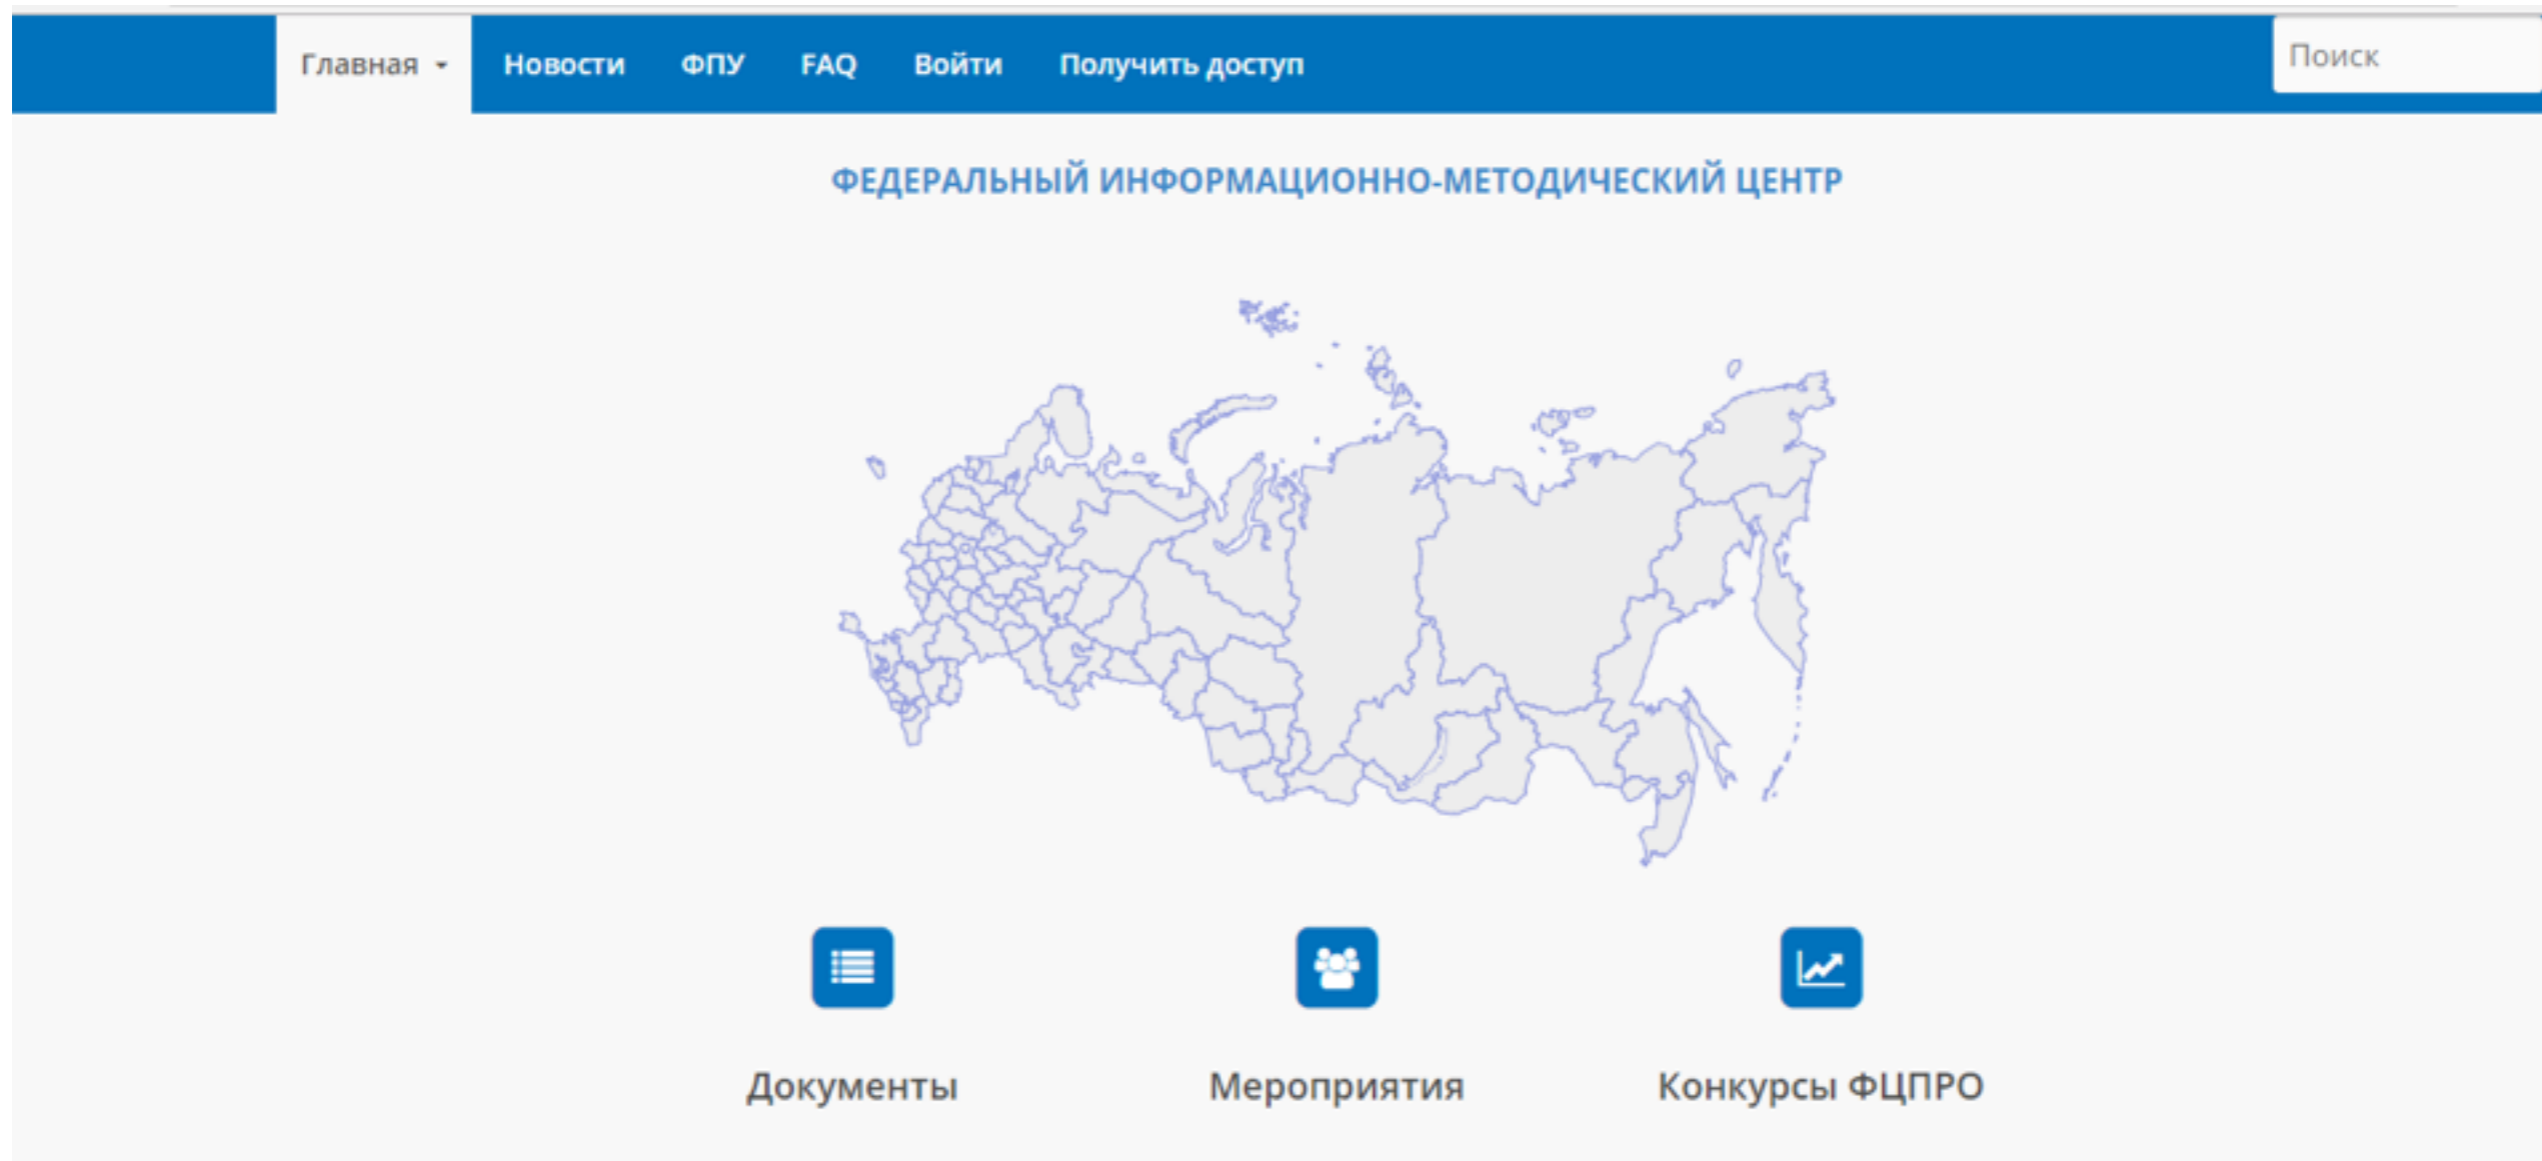 Главная Новости ФПУ FAQ Войти Получить доступ Поиск
ФЕДЕРАЛЬНЫЙ ИНФОРМАЦИОННО-МЕТОДИЧЕСКИЙ ЦЕНТР
Документы Мероприятия Конкурсы ФЦПРО